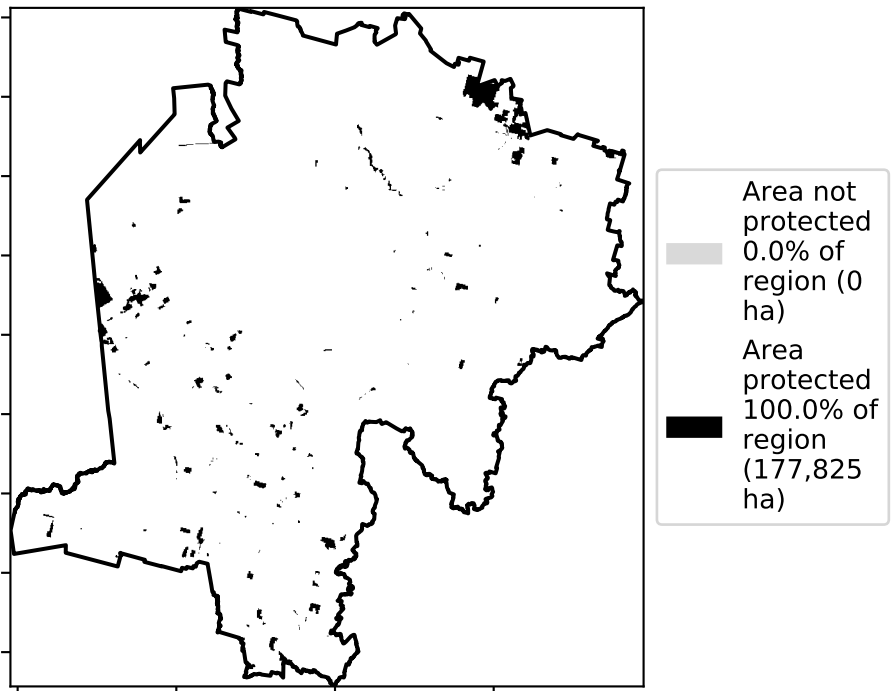 Area not
protected
0.0% of
region (0
ha)
Area
protected
100.0% of
region
(177,825
ha)